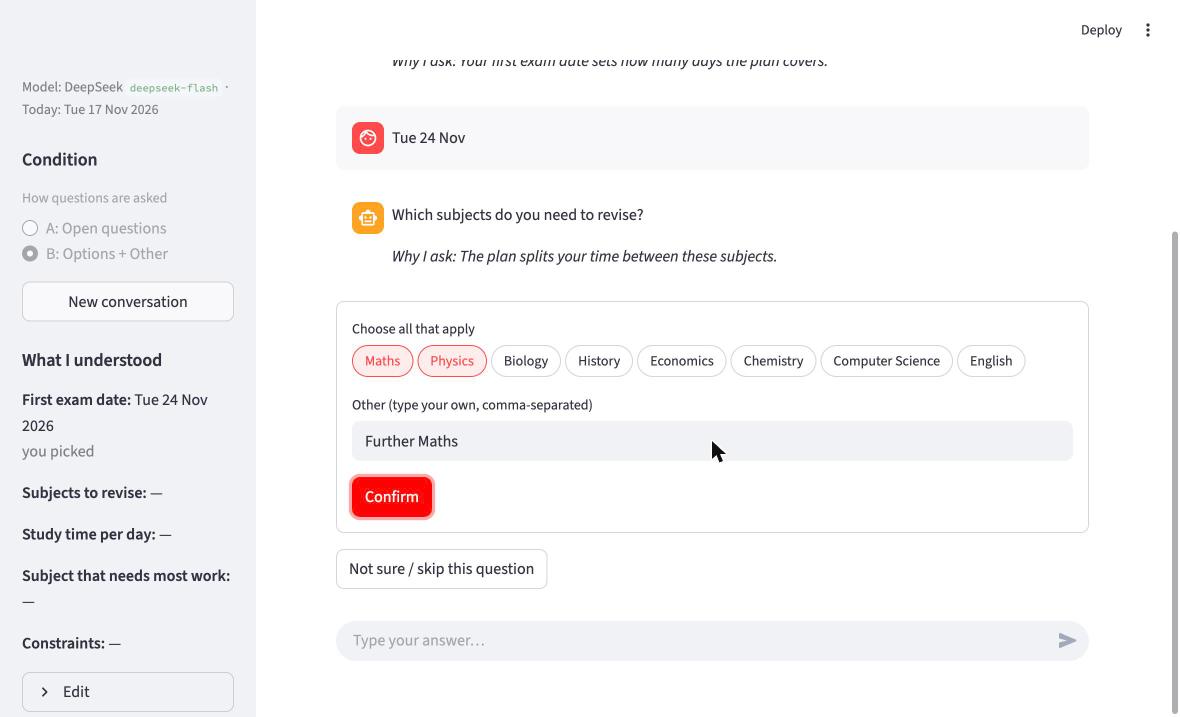 Deploy
Model: DeepSeek deepseek-flash ·
Today: Tue 17 Nov 2026
Condition
How questions are asked
A: Open questions
B: Options + Other
New conversation
What I understood
First exam date: Tue 24 Nov
2026
you picked
Subjects to revise: —
Study time per day: —
Subject that needs most work:
—
Constraints: —
Edit
Why I ask: Your first exam date sets how many days the plan covers.
Tue 24 Nov
Which subjects do you need to revise?
Why I ask: The plan splits your time between these subjects.
Choose all that apply
Maths Physics Biology History Economics Chemistry Computer Science English
Other (type your own, comma-separated)
Further Maths
Confirm
Not sure / skip this question
Type your answer…